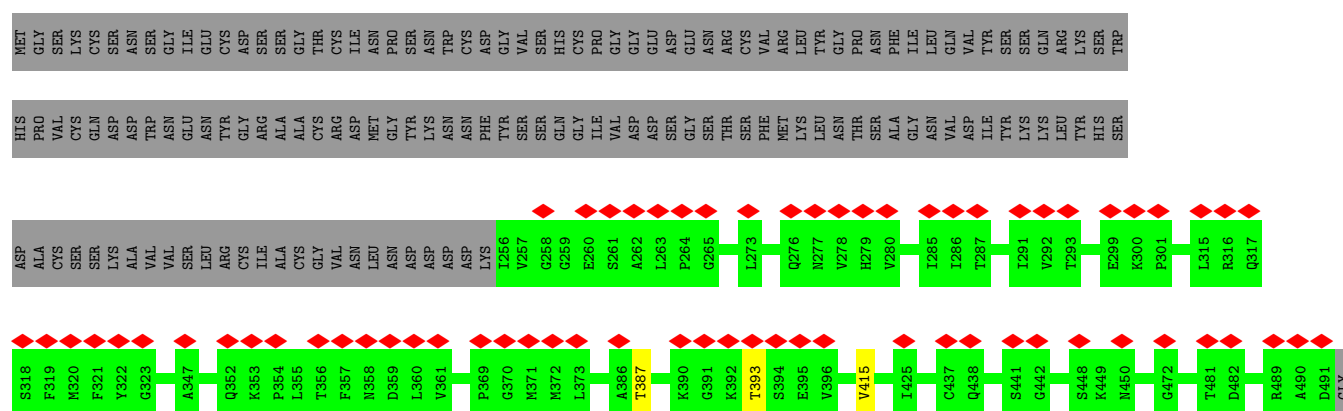 MET GLY SER LYS CYS SER ASN SER GLY ILE GLU CYS ASP SER SER GLY THR CYS ILE ASN PRO SER ASN TRP CYS ASP GLY VAL SER HIS CYS PRO GLY GLY GLU ASP GLU ASN ARG CYS VAL ARG LEU TYR GLY PRO ASN PHE ILE LEU GLN VAL TYR SER SER GLN ARG LYS SER TRP
HIS PRO VAL CYS GLN ASP ASP TRP ASN GLU ASN TYR GLY ARG ALA ALA CYS ARG ASP MET GLY TYR LYS ASN ASN PHE TYR SER SER GLN GLY ILE VAL ASP ASP SER GLY SER THR SER PHE MET LYS LEU ASN THR SER ALA GLY ASN VAL ASP ILE TYR LYS LYS LEU TYR HIS SER
ASP ALA CYS SER SER LYS ALA VAL VAL SER LEU ARG CYS ILE ALA CYS GLY VAL ASN LEU ASN ASP ASP ASP ASP LYS I256 V257 G258 G259 E260 S261 A262 L263 P264 G265 L273 Q276 N277 V278 H279 V280 I285 I286 T287 I291 V292 T293 E299 K300 P301 L315 R316 Q317
S318 F319 M320 F321 Y322 G323 A347 Q352 K353 P354 L355 T356 F357 N358 D359 L360 V361 P369 G370 M371 M372 L373 A386 T387 K390 G391 K392 T393 S394 E395 V396 V415 I425 C437 Q438 S441 G442 S448 K449 N450 G472 T481 D482 R489 A490 D491